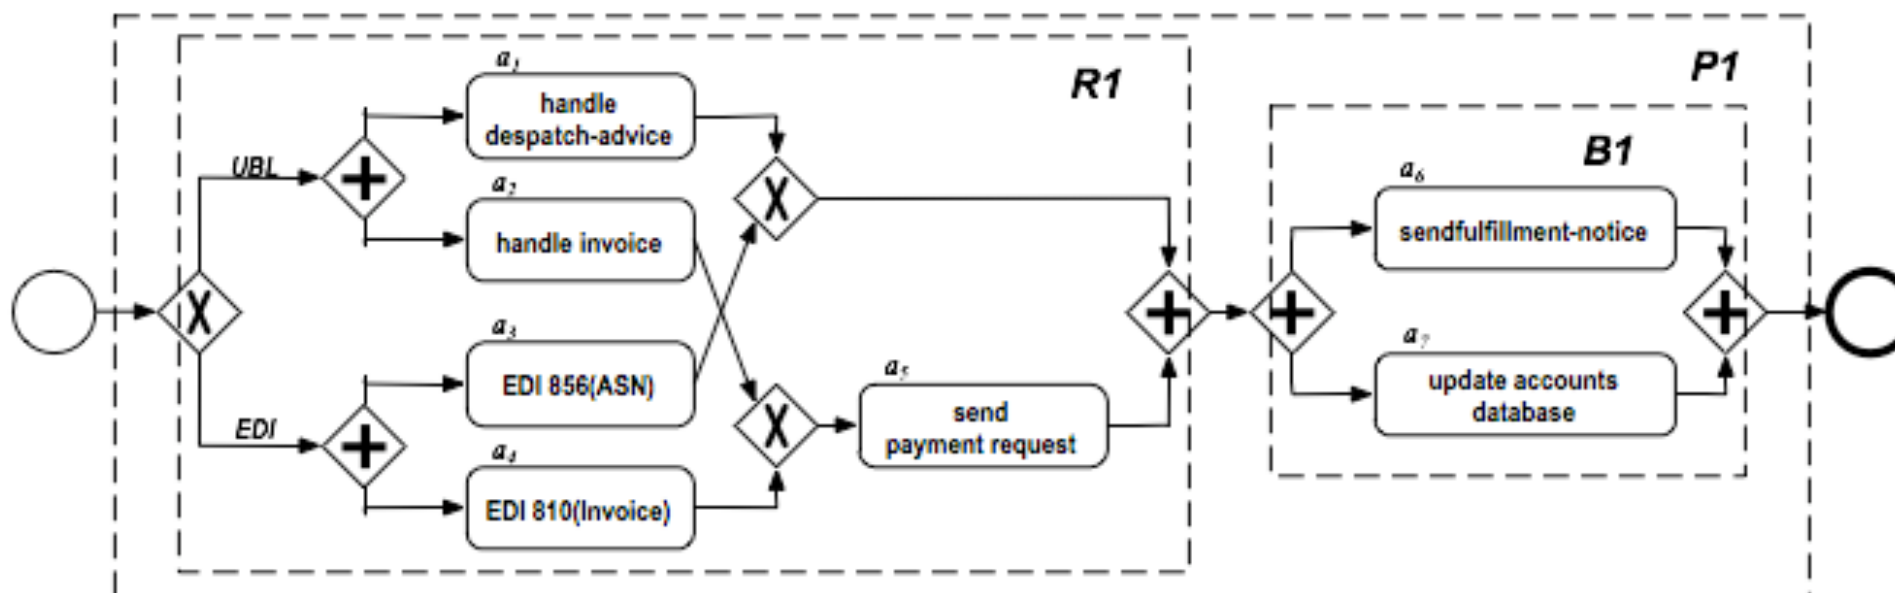 P1
R1
B1
a1
handle
despatch-advice
UBL
a2
handle invoice
a3
EDI 856(ASN)
EDI
a4
EDI 810(Invoice)
a5
send
payment request
a6
sendfulfillment-notice
a7
update accounts
database